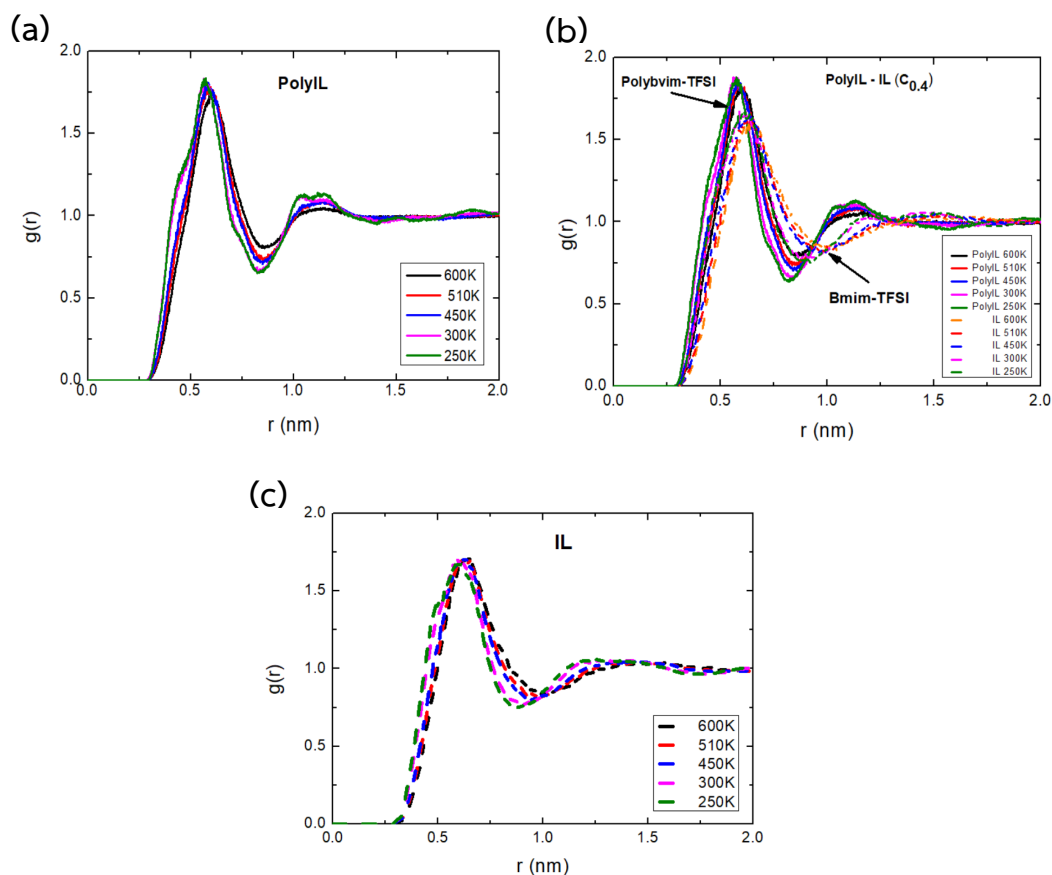 (a)
2.0
1.5
1.0
0.5
0.0
g(r)
PolyIL
600K
510K
450K
300K
250K
0.0 0.5 1.0 1.5 2.0
r (nm)
(b)
2.0
1.5
1.0
0.5
0.0
g(r)
Polybvim-TFSI
PolyIL - IL (C0.4)
Bmim-TFSI
PolyIL 600K
PolyIL 510K
PolyIL 450K
PolyIL 300K
PolyIL 250K
IL 600K
IL 510K
IL 450K
IL 300K
IL 250K
0.0 0.5 1.0 1.5 2.0
r (nm)
(c)
2.0
1.5
1.0
0.5
0.0
g(r)
IL
600K
510K
450K
300K
250K
0.0 0.5 1.0 1.5 2.0
r (nm)